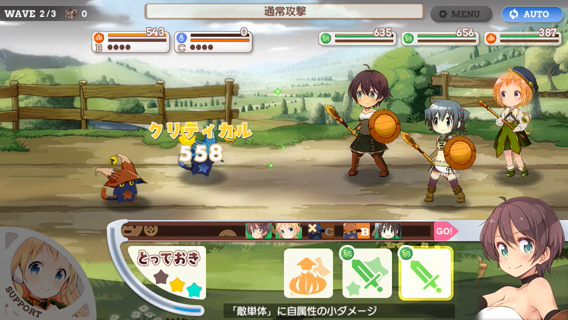 WAVE 2/3 0
通常攻撃
MENU
AUTO
543
B
0
C
635
656
387
クリティカル
558
C
B
GO!
とっておき
SUPPORT
「敵単体」に自属性の小ダメージ